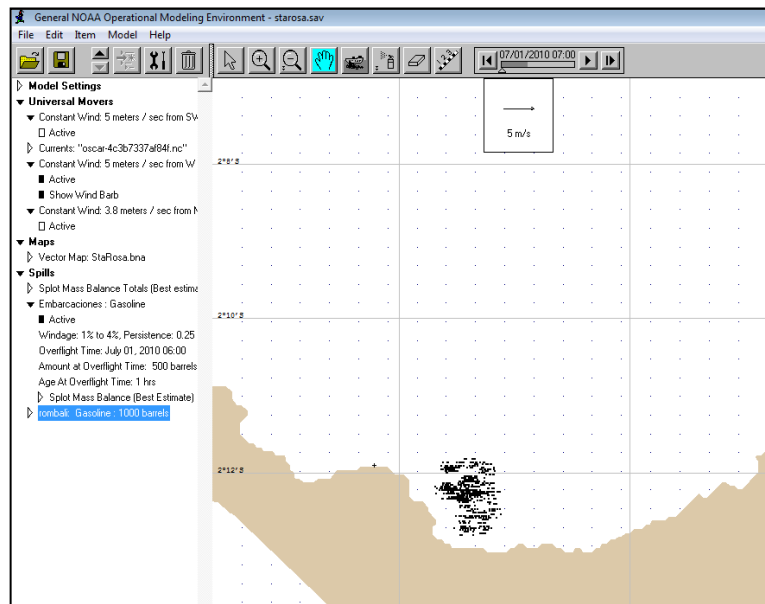 General NOAA Operational Modeling Environment - starosa.sav
File Edit Item Model Help
07/01/2010 07:00
Model Settings
Universal Movers
Constant Wind: 5 meters / sec from SW
Active
Currents: "oscar-4c3b7337af84f.nc"
Constant Wind: 5 meters / sec from W
Active
Show Wind Barb
Constant Wind: 3.8 meters / sec from N
Active
Maps
Vector Map: StaRosa.bna
Spills
Splot Mass Balance Totals (Best estima
Embarcaciones : Gasoline
Active
Windage: 1% to 4%, Persistence: 0.25
Overflight Time: July 01, 2010 06:00
Amount at Overflight Time: 500 barrels
Age At Overflight Time: 1 hrs
Splot Mass Balance (Best Estimate)
rombak: Gasoline : 1000 barrels
5 m/s
2°8'S
2°10'S
2°12'S